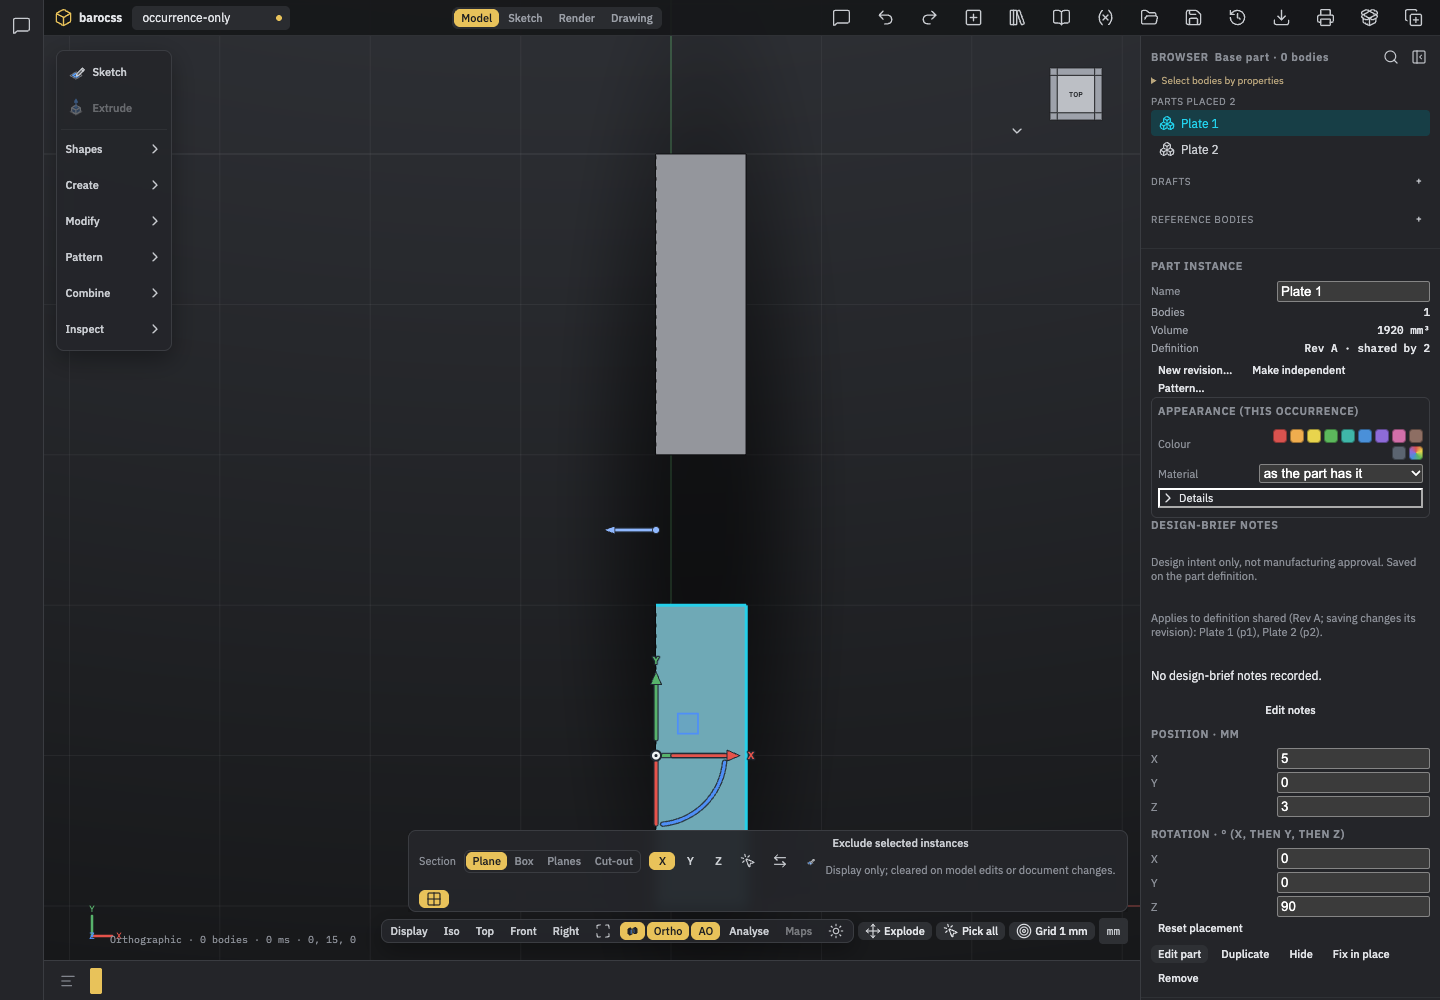 barocss
occurrence-only
Model Sketch Render Drawing
Sketch
Extrude
Shapes
Create
Modify
Pattern
Combine
Inspect
TOP
Y
X
Section Plane Box Planes Cut-out X Y Z
Exclude selected instances
Display only; cleared on model edits or document changes.
Y
X
Z
Orthographic · 0 bodies · 0 ms · 0, 15, 0
Display Iso Top Front Right Ortho AO Analyse Maps Explode Pick all Grid 1 mm mm
BROWSER Base part · 0 bodies
Select bodies by properties
PARTS PLACED 2
Plate 1
Plate 2
DRAFTS +
REFERENCE BODIES +
PART INSTANCE
Name Plate 1
Bodies 1
Volume 1920 mm³
Definition Rev A · shared by 2
New revision... Make independent
Pattern...
APPEARANCE (THIS OCCURRENCE)
Colour
Material as the part has it
Details
DESIGN-BRIEF NOTES
Design intent only, not manufacturing approval. Saved
on the part definition.
Applies to definition shared (Rev A; saving changes its
revision): Plate 1 (p1), Plate 2 (p2).
No design-brief notes recorded.
Edit notes
POSITION · MM
X 5
Y 0
Z 3
ROTATION · ° (X, THEN Y, THEN Z)
X 0
Y 0
Z 90
Reset placement
Edit part Duplicate Hide Fix in place
Remove